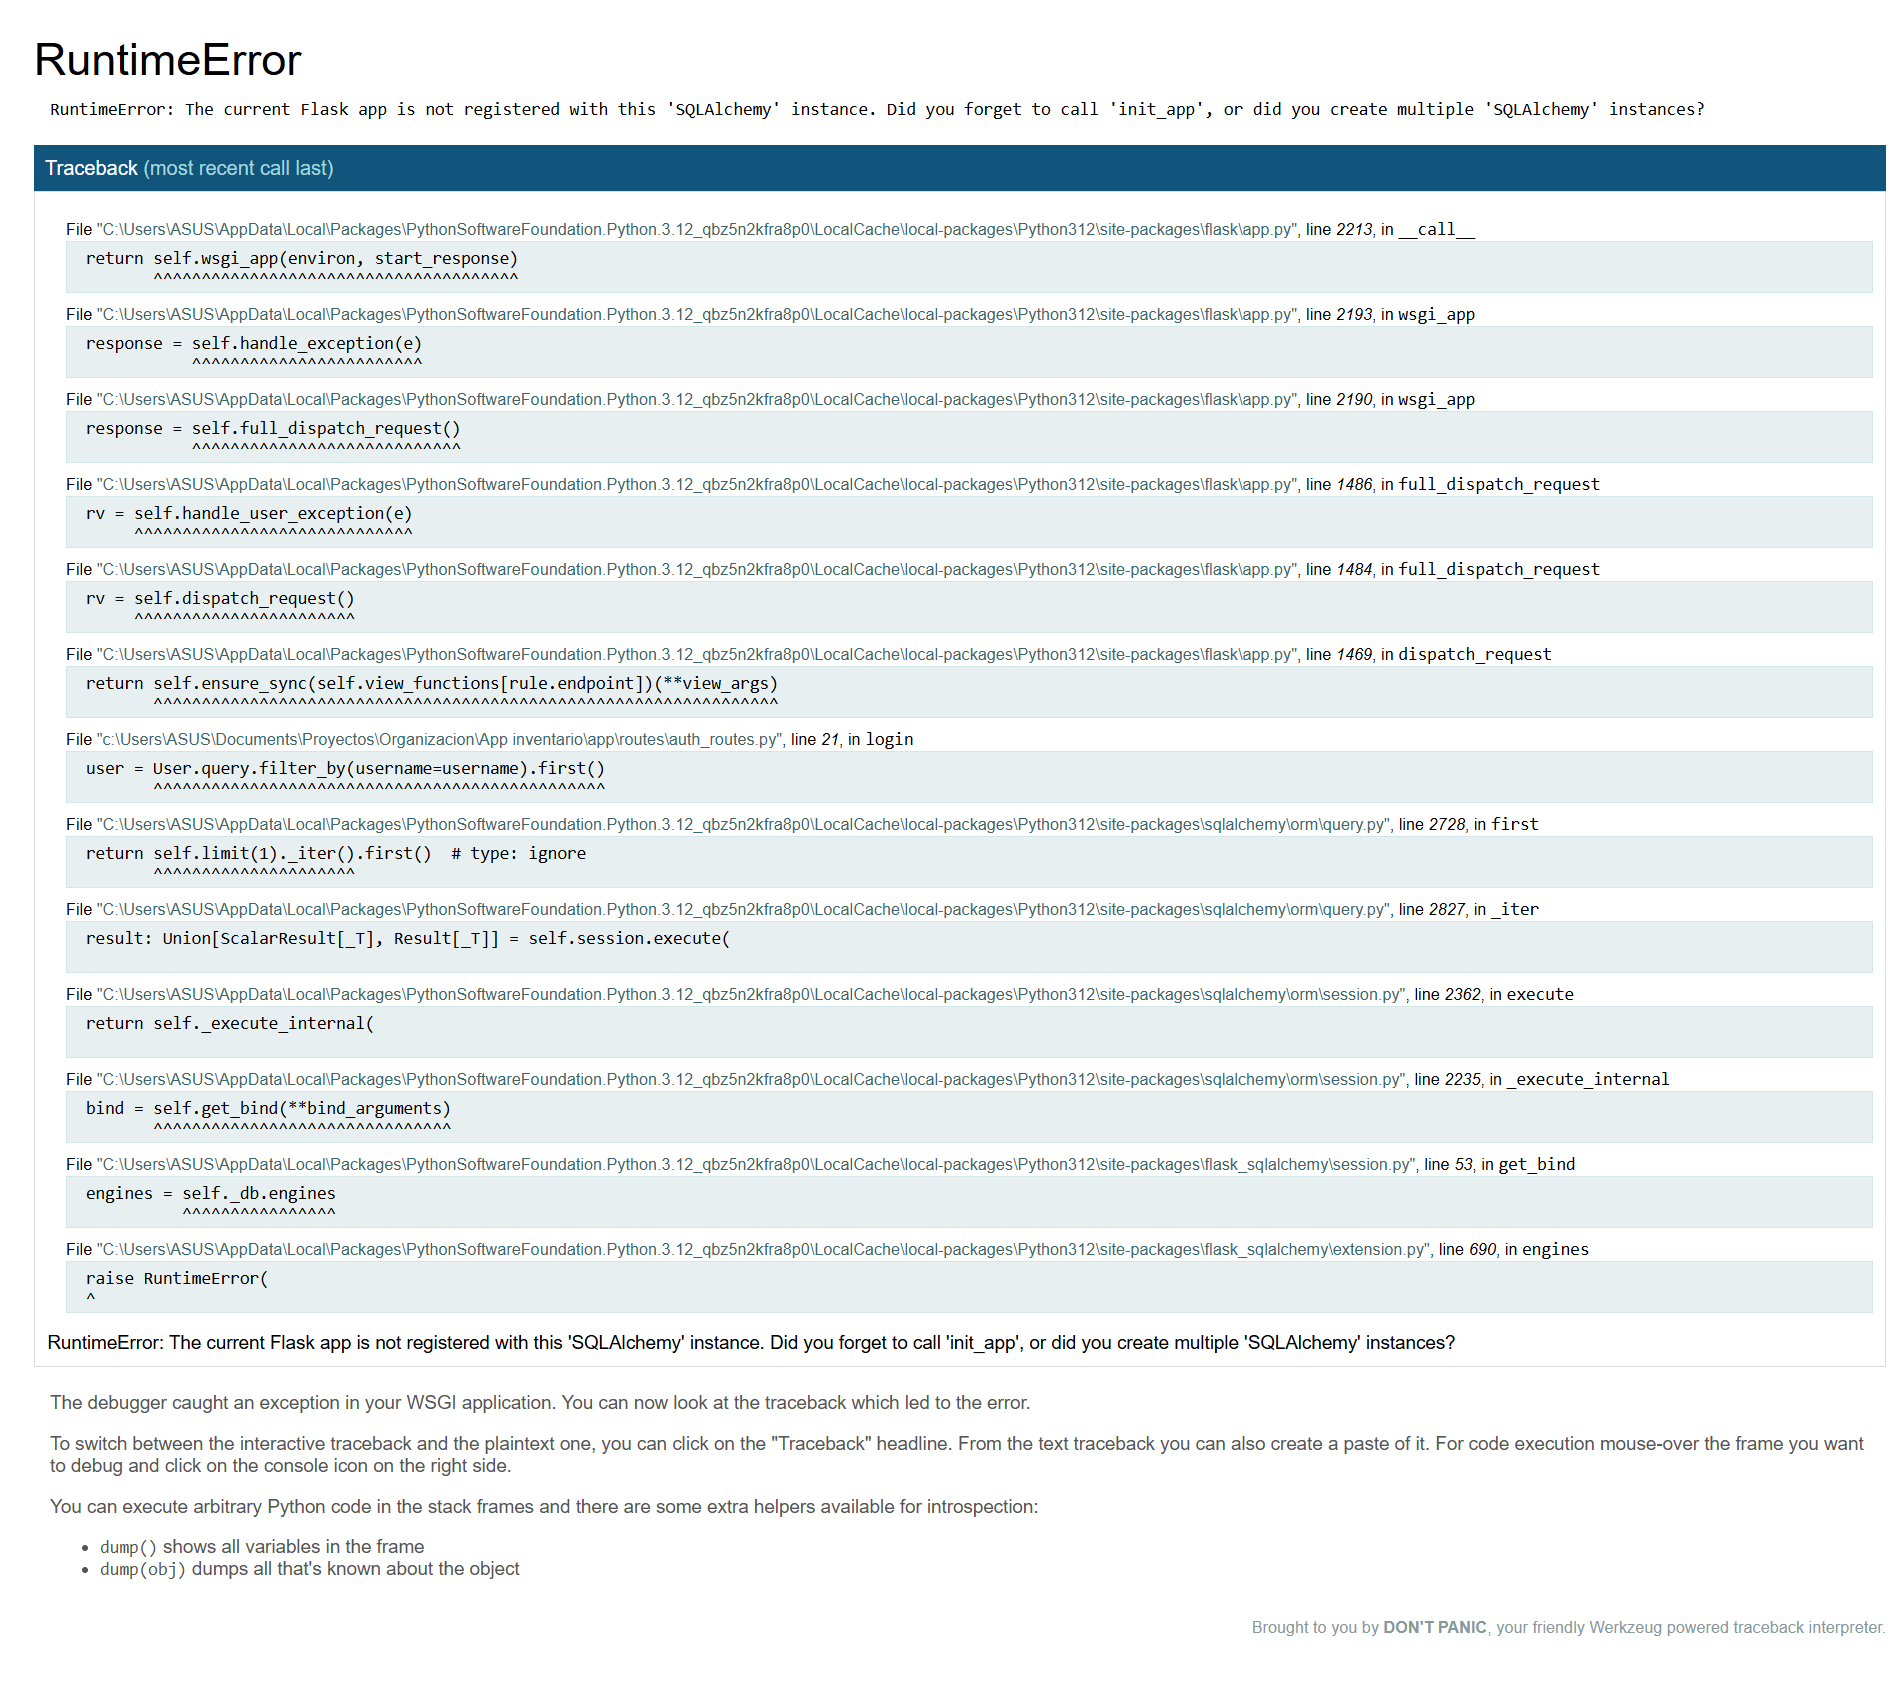 RuntimeError
RuntimeError: The current Flask app is not registered with this 'SQLAlchemy' instance. Did you forget to call 'init_app', or did you create multiple 'SQLAlchemy' instances?
Traceback (most recent call last)
File "C:\Users\ASUS\AppData\Local\Packages\PythonSoftwareFoundation.Python.3.12_qbz5n2kfra8p0\LocalCache\local-packages\Python312\site-packages\flask\app.py", line 2213, in __call__
return self.wsgi_app(environ, start_response)
^^^^^^^^^^^^^^^^^^^^^^^^^^^^^^^^^^^^^^
File "C:\Users\ASUS\AppData\Local\Packages\PythonSoftwareFoundation.Python.3.12_qbz5n2kfra8p0\LocalCache\local-packages\Python312\site-packages\flask\app.py", line 2193, in wsgi_app
response = self.handle_exception(e)
^^^^^^^^^^^^^^^^^^^^^^^^
File "C:\Users\ASUS\AppData\Local\Packages\PythonSoftwareFoundation.Python.3.12_qbz5n2kfra8p0\LocalCache\local-packages\Python312\site-packages\flask\app.py", line 2190, in wsgi_app
response = self.full_dispatch_request()
^^^^^^^^^^^^^^^^^^^^^^^^^^^^
File "C:\Users\ASUS\AppData\Local\Packages\PythonSoftwareFoundation.Python.3.12_qbz5n2kfra8p0\LocalCache\local-packages\Python312\site-packages\flask\app.py", line 1486, in full_dispatch_request
rv = self.handle_user_exception(e)
^^^^^^^^^^^^^^^^^^^^^^^^^^^^^
File "C:\Users\ASUS\AppData\Local\Packages\PythonSoftwareFoundation.Python.3.12_qbz5n2kfra8p0\LocalCache\local-packages\Python312\site-packages\flask\app.py", line 1484, in full_dispatch_request
rv = self.dispatch_request()
^^^^^^^^^^^^^^^^^^^^^^^
File "C:\Users\ASUS\AppData\Local\Packages\PythonSoftwareFoundation.Python.3.12_qbz5n2kfra8p0\LocalCache\local-packages\Python312\site-packages\flask\app.py", line 1469, in dispatch_request
return self.ensure_sync(self.view_functions[rule.endpoint])(**view_args)
^^^^^^^^^^^^^^^^^^^^^^^^^^^^^^^^^^^^^^^^^^^^^^^^^^^^^^^^^^^^^^^^^
File "c:\Users\ASUS\Documents\Proyectos\Organizacion\App inventario\app\routes\auth_routes.py", line 21, in login
user = User.query.filter_by(username=username).first()
^^^^^^^^^^^^^^^^^^^^^^^^^^^^^^^^^^^^^^^^^^^^^^^
File "C:\Users\ASUS\AppData\Local\Packages\PythonSoftwareFoundation.Python.3.12_qbz5n2kfra8p0\LocalCache\local-packages\Python312\site-packages\sqlalchemy\orm\query.py", line 2728, in first
return self.limit(1)._iter().first()  # type: ignore
^^^^^^^^^^^^^^^^^^^^^
File "C:\Users\ASUS\AppData\Local\Packages\PythonSoftwareFoundation.Python.3.12_qbz5n2kfra8p0\LocalCache\local-packages\Python312\site-packages\sqlalchemy\orm\query.py", line 2827, in _iter
result: Union[ScalarResult[_T], Result[_T]] = self.session.execute(
File "C:\Users\ASUS\AppData\Local\Packages\PythonSoftwareFoundation.Python.3.12_qbz5n2kfra8p0\LocalCache\local-packages\Python312\site-packages\sqlalchemy\orm\session.py", line 2362, in execute
return self._execute_internal(
File "C:\Users\ASUS\AppData\Local\Packages\PythonSoftwareFoundation.Python.3.12_qbz5n2kfra8p0\LocalCache\local-packages\Python312\site-packages\sqlalchemy\orm\session.py", line 2235, in _execute_internal
bind = self.get_bind(**bind_arguments)
^^^^^^^^^^^^^^^^^^^^^^^^^^^^^^^
File "C:\Users\ASUS\AppData\Local\Packages\PythonSoftwareFoundation.Python.3.12_qbz5n2kfra8p0\LocalCache\local-packages\Python312\site-packages\flask_sqlalchemy\session.py", line 53, in get_bind
engines = self._db.engines
^^^^^^^^^^^^^^^^
File "C:\Users\ASUS\AppData\Local\Packages\PythonSoftwareFoundation.Python.3.12_qbz5n2kfra8p0\LocalCache\local-packages\Python312\site-packages\flask_sqlalchemy\extension.py", line 690, in engines
raise RuntimeError(
^
RuntimeError: The current Flask app is not registered with this 'SQLAlchemy' instance. Did you forget to call 'init_app', or did you create multiple 'SQLAlchemy' instances?
The debugger caught an exception in your WSGI application. You can now look at the traceback which led to the error.
To switch between the interactive traceback and the plaintext one, you can click on the "Traceback" headline. From the text traceback you can also create a paste of it. For code execution mouse-over the frame you want
to debug and click on the console icon on the right side.
You can execute arbitrary Python code in the stack frames and there are some extra helpers available for introspection:
• dump() shows all variables in the frame
• dump(obj) dumps all that's known about the object
Brought to you by DON'T PANIC, your friendly Werkzeug powered traceback interpreter.